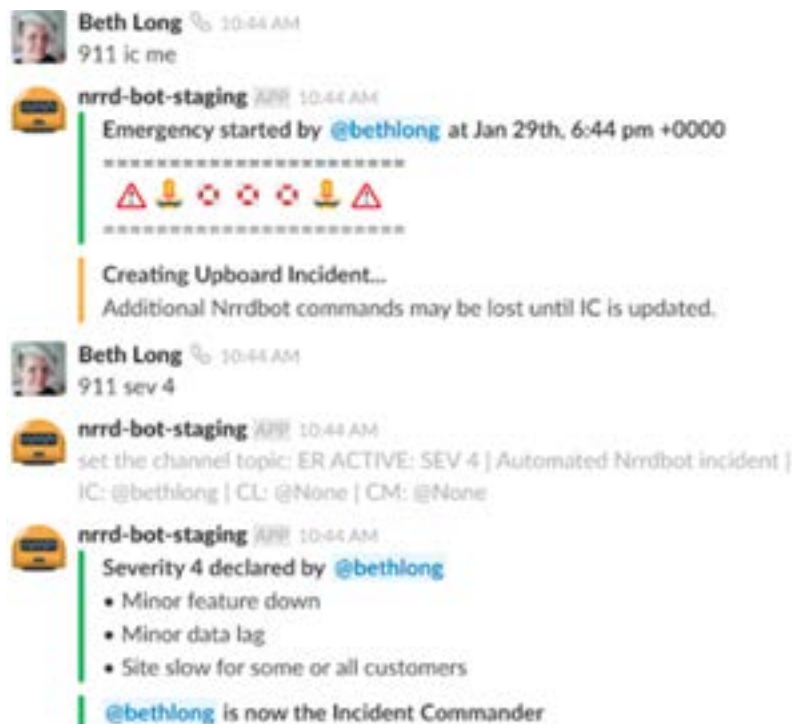 Beth Long 10:44 AM
911 ic me
nrrd-bot-staging APP 10:44 AM
Emergency started by @bethlong at Jan 29th, 6:44 pm +0000
========================
========================
Creating Upboard Incident...
Additional Nrrdbot commands may be lost until IC is updated.
Beth Long 10:44 AM
911 sev 4
nrrd-bot-staging APP 10:44 AM
set the channel topic: ER ACTIVE: SEV 4 | Automated Nrrdbot incident |
IC: @bethlong | CL: @None | CM: @None
nrrd-bot-staging APP 10:44 AM
Severity 4 declared by @bethlong
• Minor feature down
• Minor data lag
• Site slow for some or all customers
@bethlong is now the Incident Commander